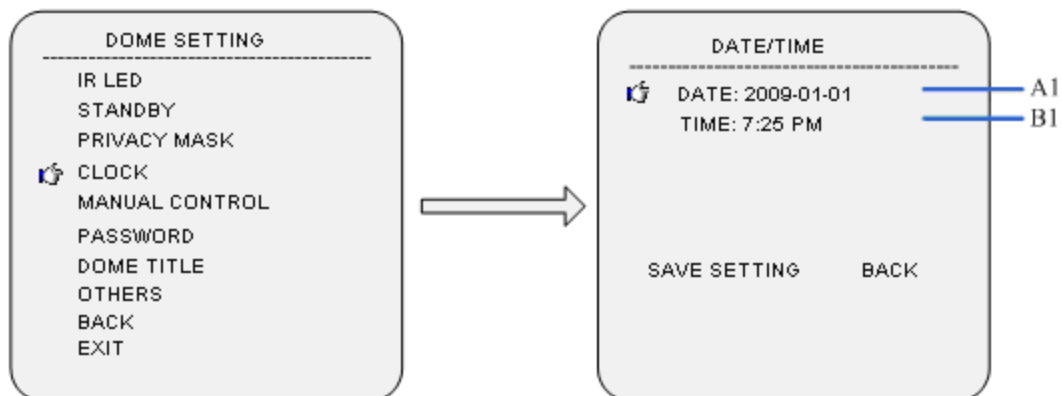 DOME SETTING
IR LED
STANDBY
PRIVACY MASK
CLOCK
MANUAL CONTROL
PASSWORD
DOME TITLE
OTHERS
BACK
EXIT
DATE/TIME
DATE: 2009-01-01
A1
TIME: 7:25 PM
B1
SAVE SETTING BACK